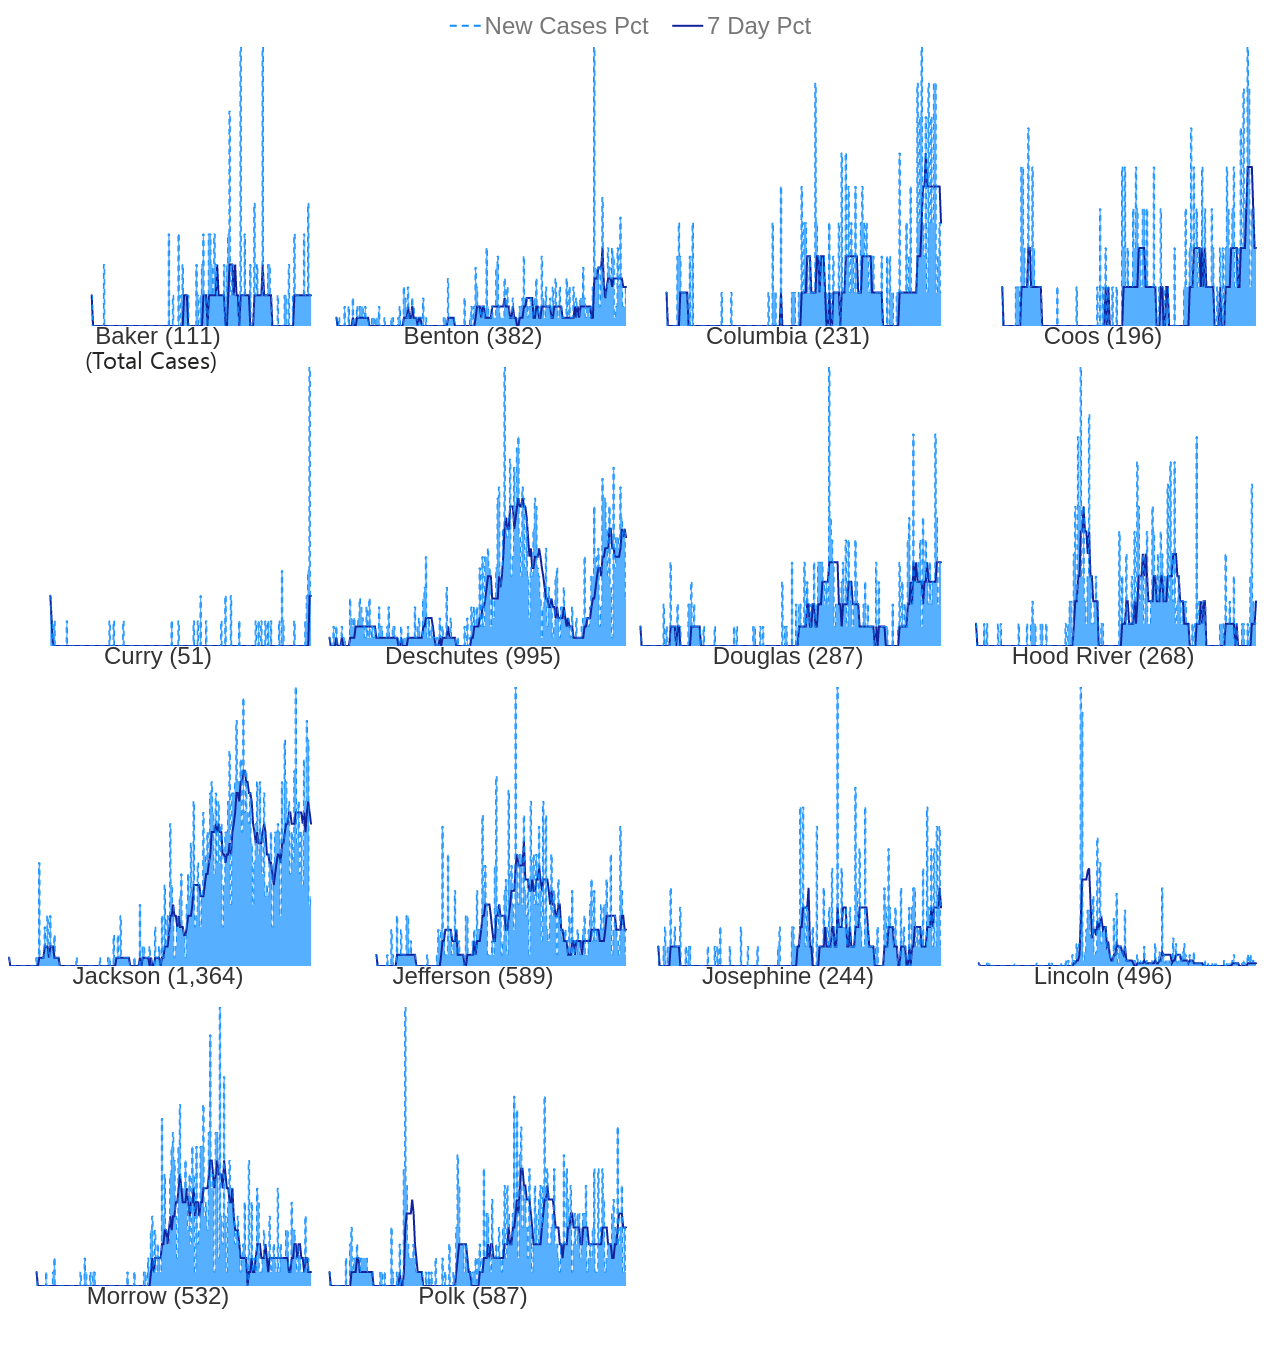 New Cases Pct 7 Day Pct
Baker (111) Benton (382) Columbia (231) Coos (196)
(Total Cases)
Curry (51) Deschutes (995) Douglas (287) Hood River (268)
Jackson (1,364) Jefferson (589) Josephine (244) Lincoln (496)
Morrow (532) Polk (587)